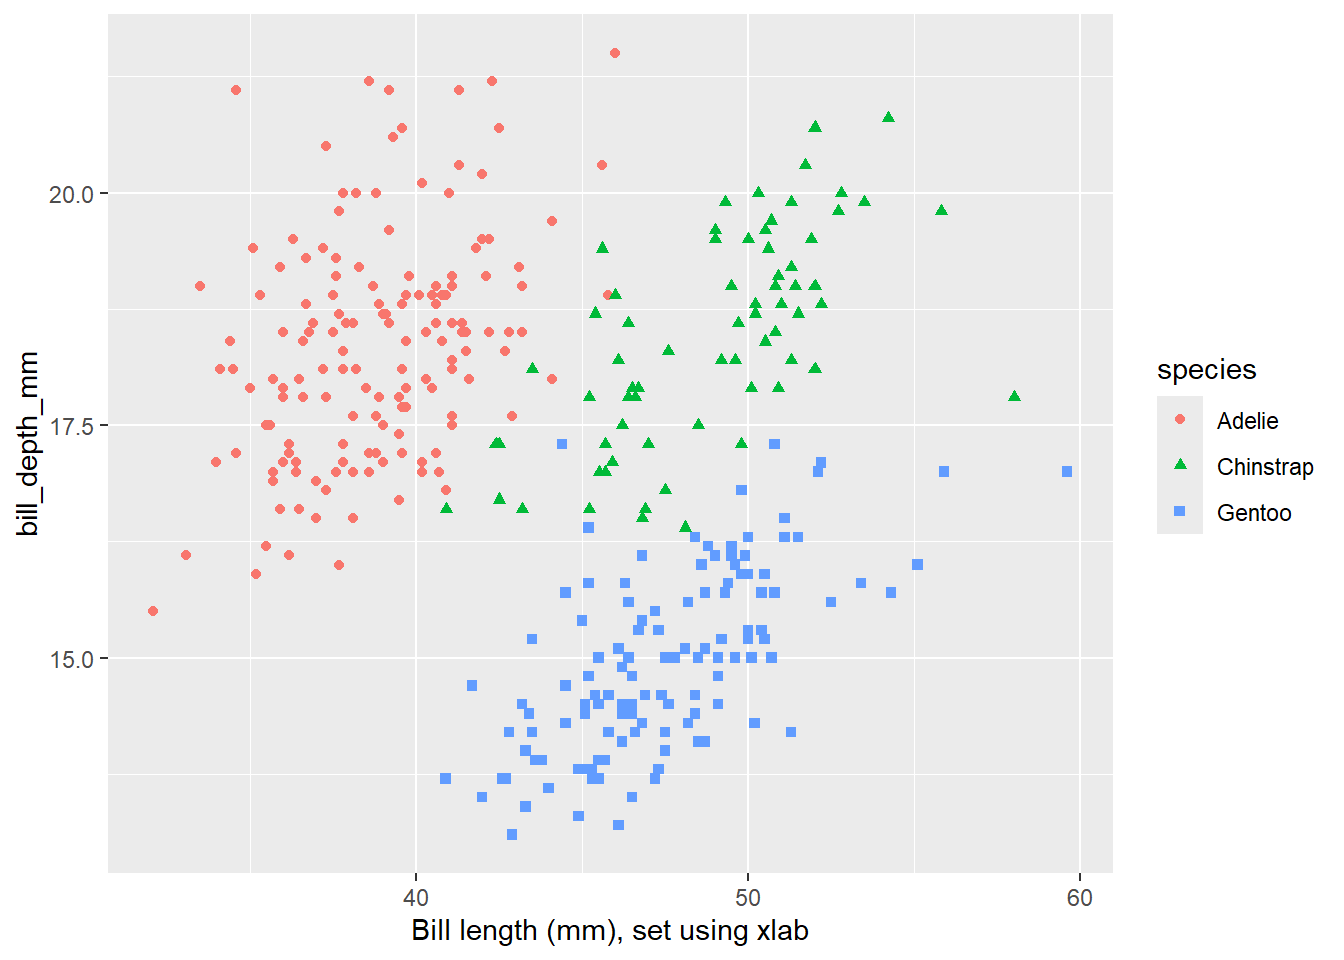 20.0
17.5
15.0
bill_depth_mm
40
50
60
Bill length (mm), set using xlab
species
Adelie
Chinstrap
Gentoo